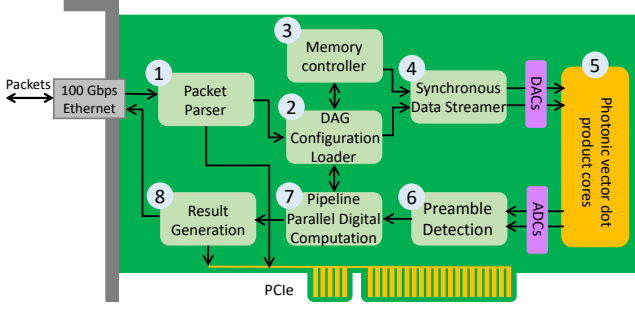 Packets
100 Gbps
Ethernet
1
Packet
Parser
3
Memory
controller
2
DAG
Configuration
Loader
4
Synchronous
Data Streamer
DACs
5
Photonic vector dot
product cores
8
Result
Generation
7
Pipeline
Parallel Digital
Computation
6
Preamble
Detection
ADCs
PCIe